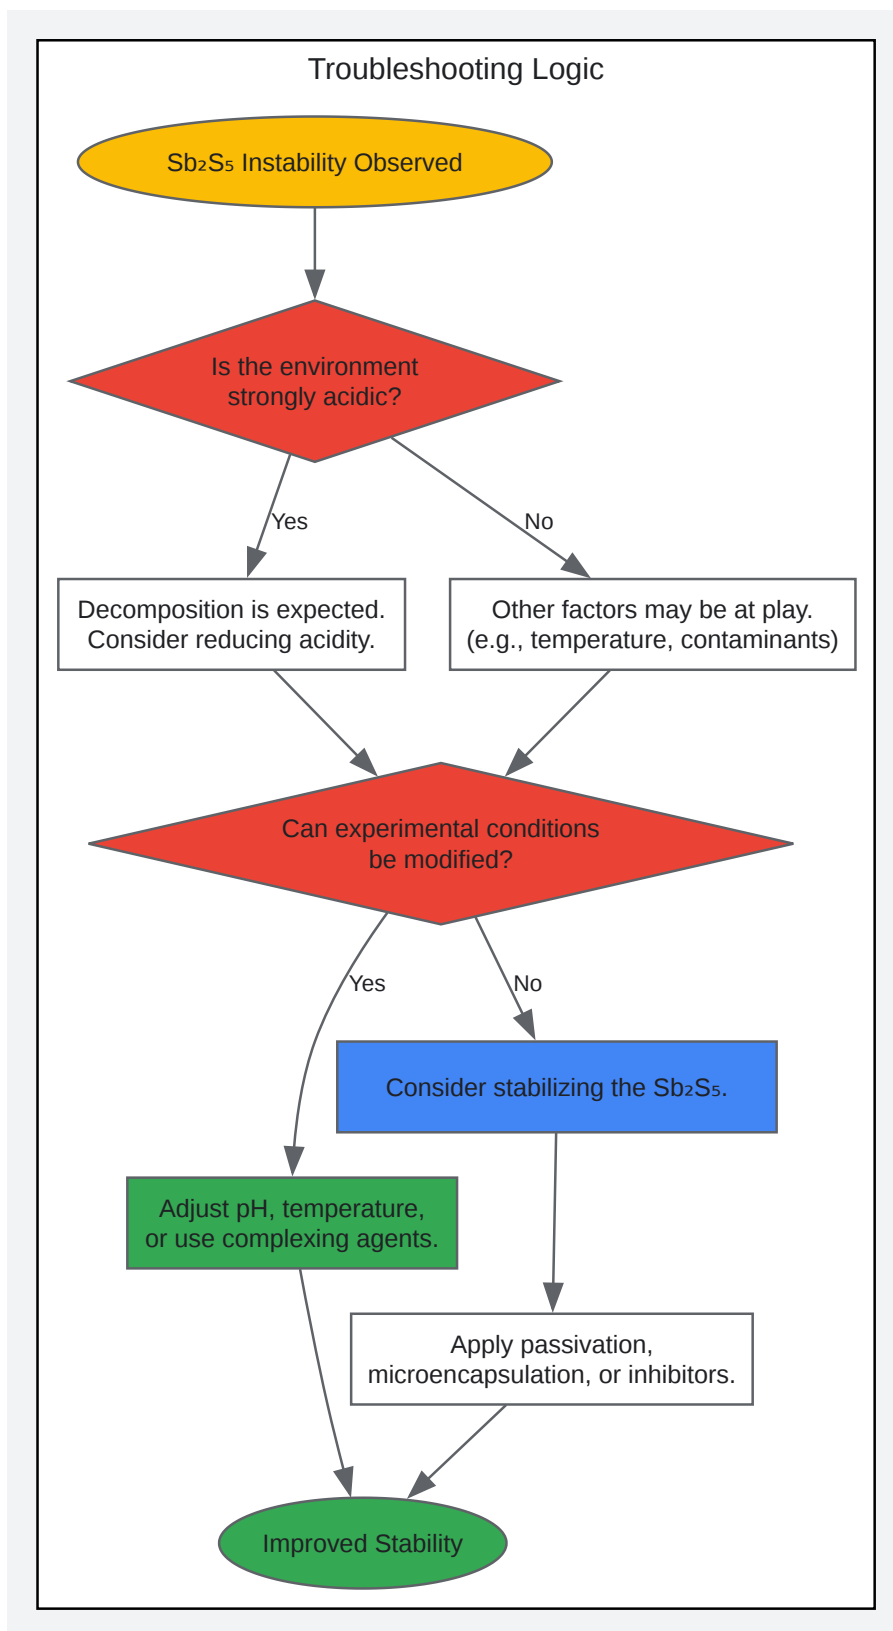 Troubleshooting Logic
Sb₂S₅ Instability Observed
Is the environment
strongly acidic?
Yes
No
Decomposition is expected.
Consider reducing acidity.
Other factors may be at play.
(e.g., temperature, contaminants)
Can experimental conditions
be modified?
Yes
No
Consider stabilizing the Sb₂S₅.
Adjust pH, temperature,
or use complexing agents.
Apply passivation,
microencapsulation, or inhibitors.
Improved Stability